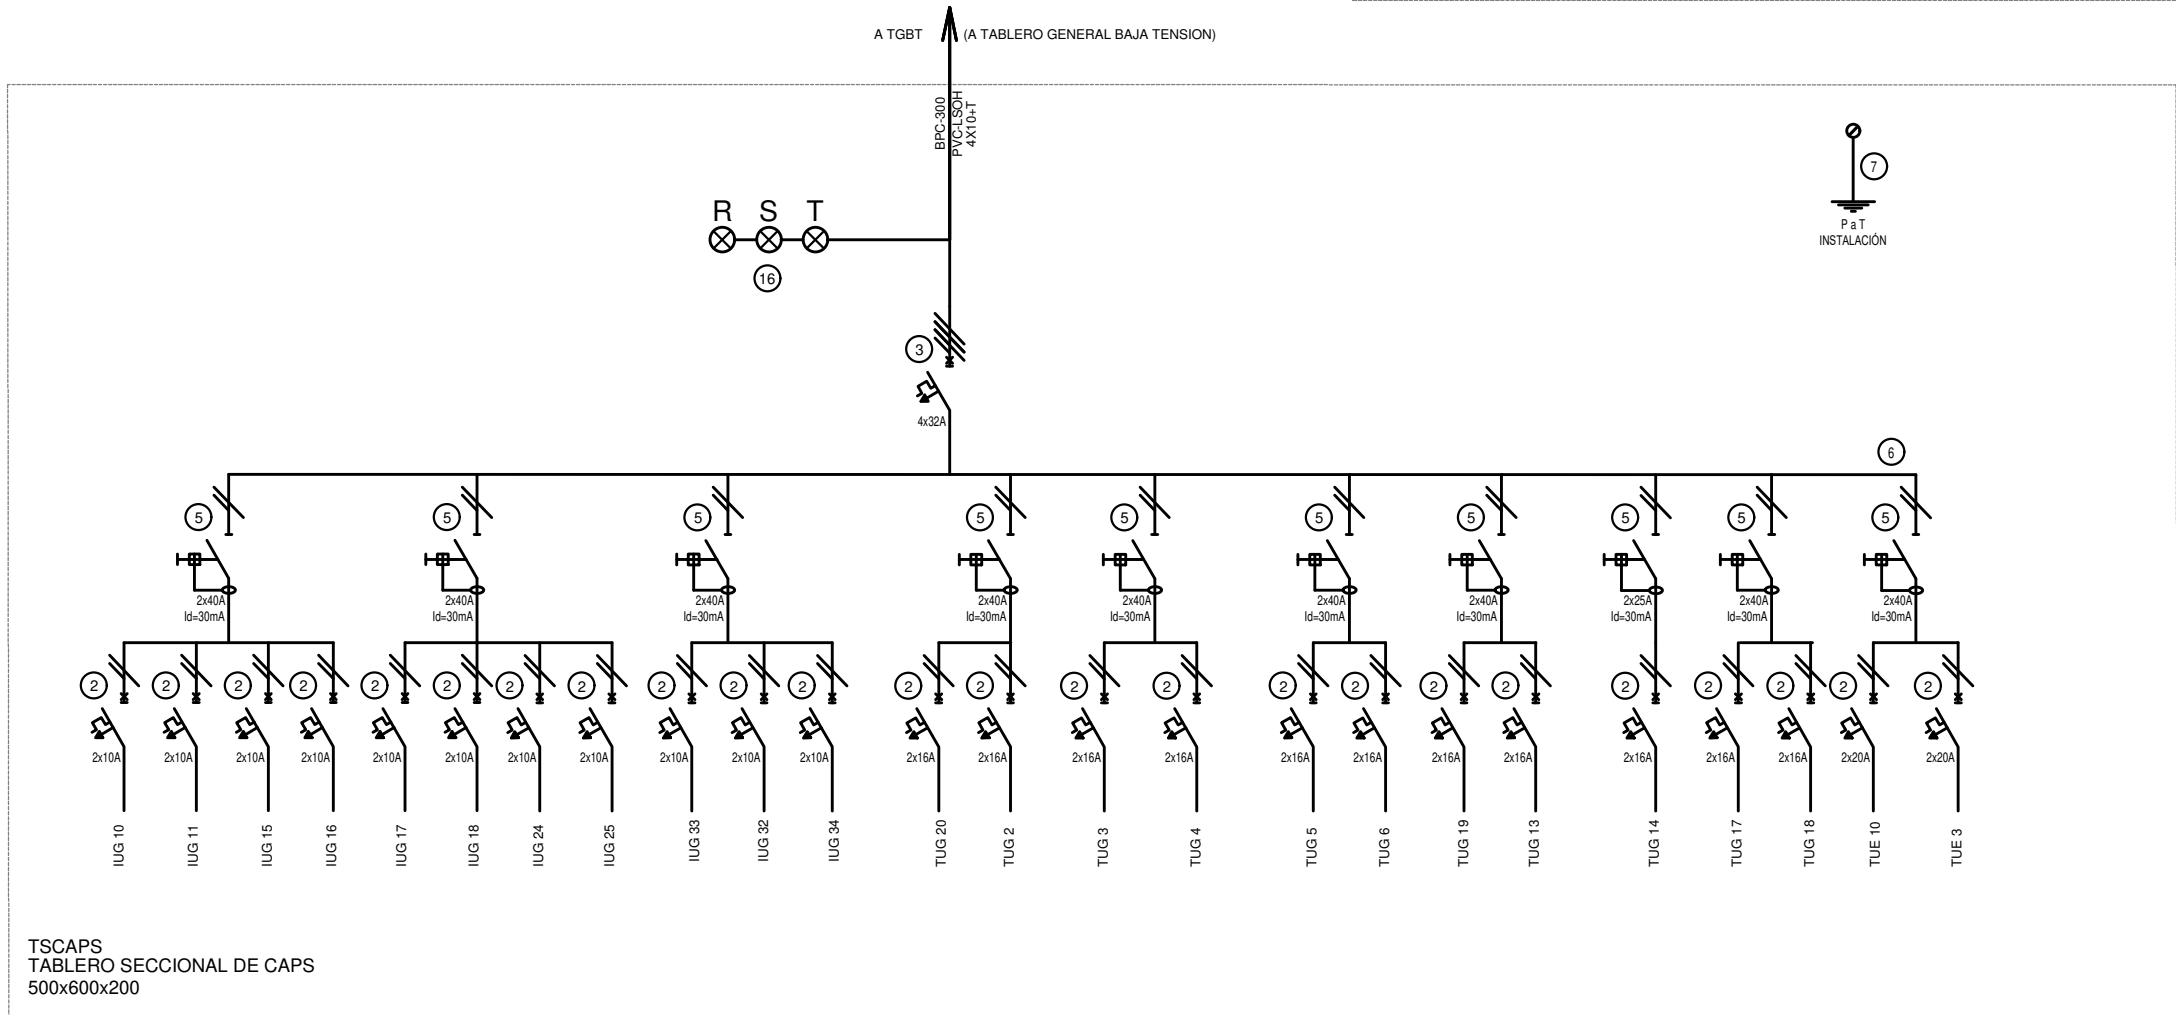 A TGBT (A TABLERO GENERAL BAJA TENSION)
BPC-300
PVC-LSOH
4X10+T
7
P a T
INSTALACIÓN
R S T
16
3
4x32A
6
5 5 5 5 5 5 5 5 5 5
2x40A 2x40A 2x40A 2x40A 2x40A 2x40A 2x40A 2x25A 2x40A 2x40A
Id=30mA Id=30mA Id=30mA Id=30mA Id=30mA Id=30mA Id=30mA Id=30mA Id=30mA Id=30mA
2 2 2 2 2 2 2 2 2 2 2 2 2 2 2 2 2 2 2 2 2 2 2 2
2x10A 2x10A 2x10A 2x10A 2x10A 2x10A 2x10A 2x10A 2x10A 2x10A 2x10A 2x16A 2x16A 2x16A 2x16A 2x16A 2x16A 2x16A 2x16A 2x16A 2x16A 2x16A 2x20A 2x20A
IUG 10
IUG 11
IUG 15
IUG 16
IUG 17
IUG 18
IUG 24
IUG 25
IUG 33
IUG 32
IUG 34
TUG 20
TUG 2
TUG 3
TUG 4
TUG 5
TUG 6
TUG 19
TUG 13
TUG 14
TUG 17
TUG 18
TUE 10
TUE 3
TSCAPS
TABLERO SECCIONAL DE CAPS
500x600x200